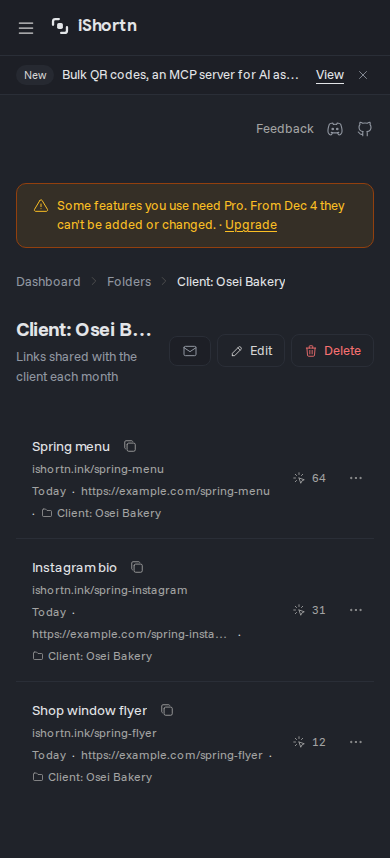 iShortn
New Bulk QR codes, an MCP server for AI as... View
Feedback
Some features you use need Pro. From Dec 4 they
can't be added or changed. · Upgrade
Dashboard Folders Client: Osei Bakery
Client: Osei B...
Links shared with the
client each month
Edit
Delete
Spring menu
ishortn.ink/spring-menu
Today · https://example.com/spring-menu
· Client: Osei Bakery
64
Instagram bio
ishortn.ink/spring-instagram
Today ·
https://example.com/spring-insta... ·
Client: Osei Bakery
31
Shop window flyer
ishortn.ink/spring-flyer
Today · https://example.com/spring-flyer ·
Client: Osei Bakery
12